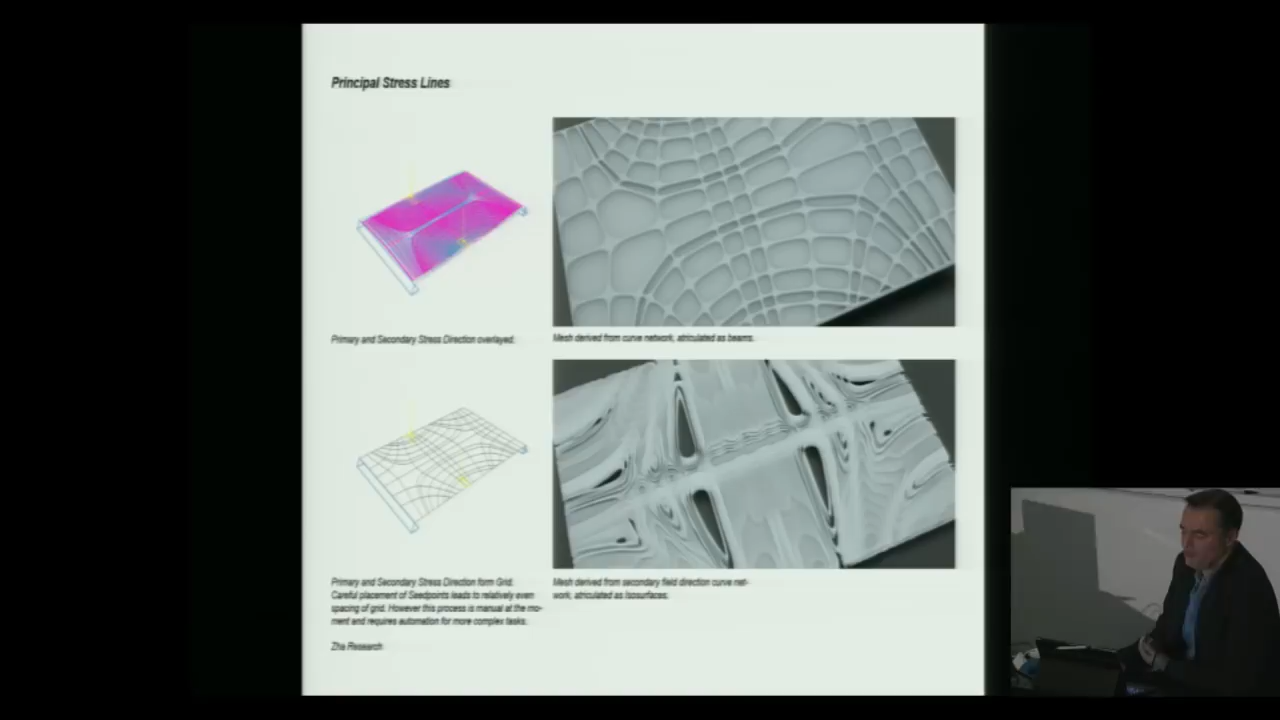 Principal Stress Lines
Primary and Secondary Stress Direction overlayed.
Mesh derived from curve network, atriculated as beams.
Primary and Secondary Stress Direction form Grid.
Careful placement of Seedpoints leads to relatively even
spacing of grid. However this process is manual at the mo-
ment and requires automation for more complex tasks.
Mesh derived from secondary field direction curve net-
work, atriculated as Isosurfaces.
Zha Research